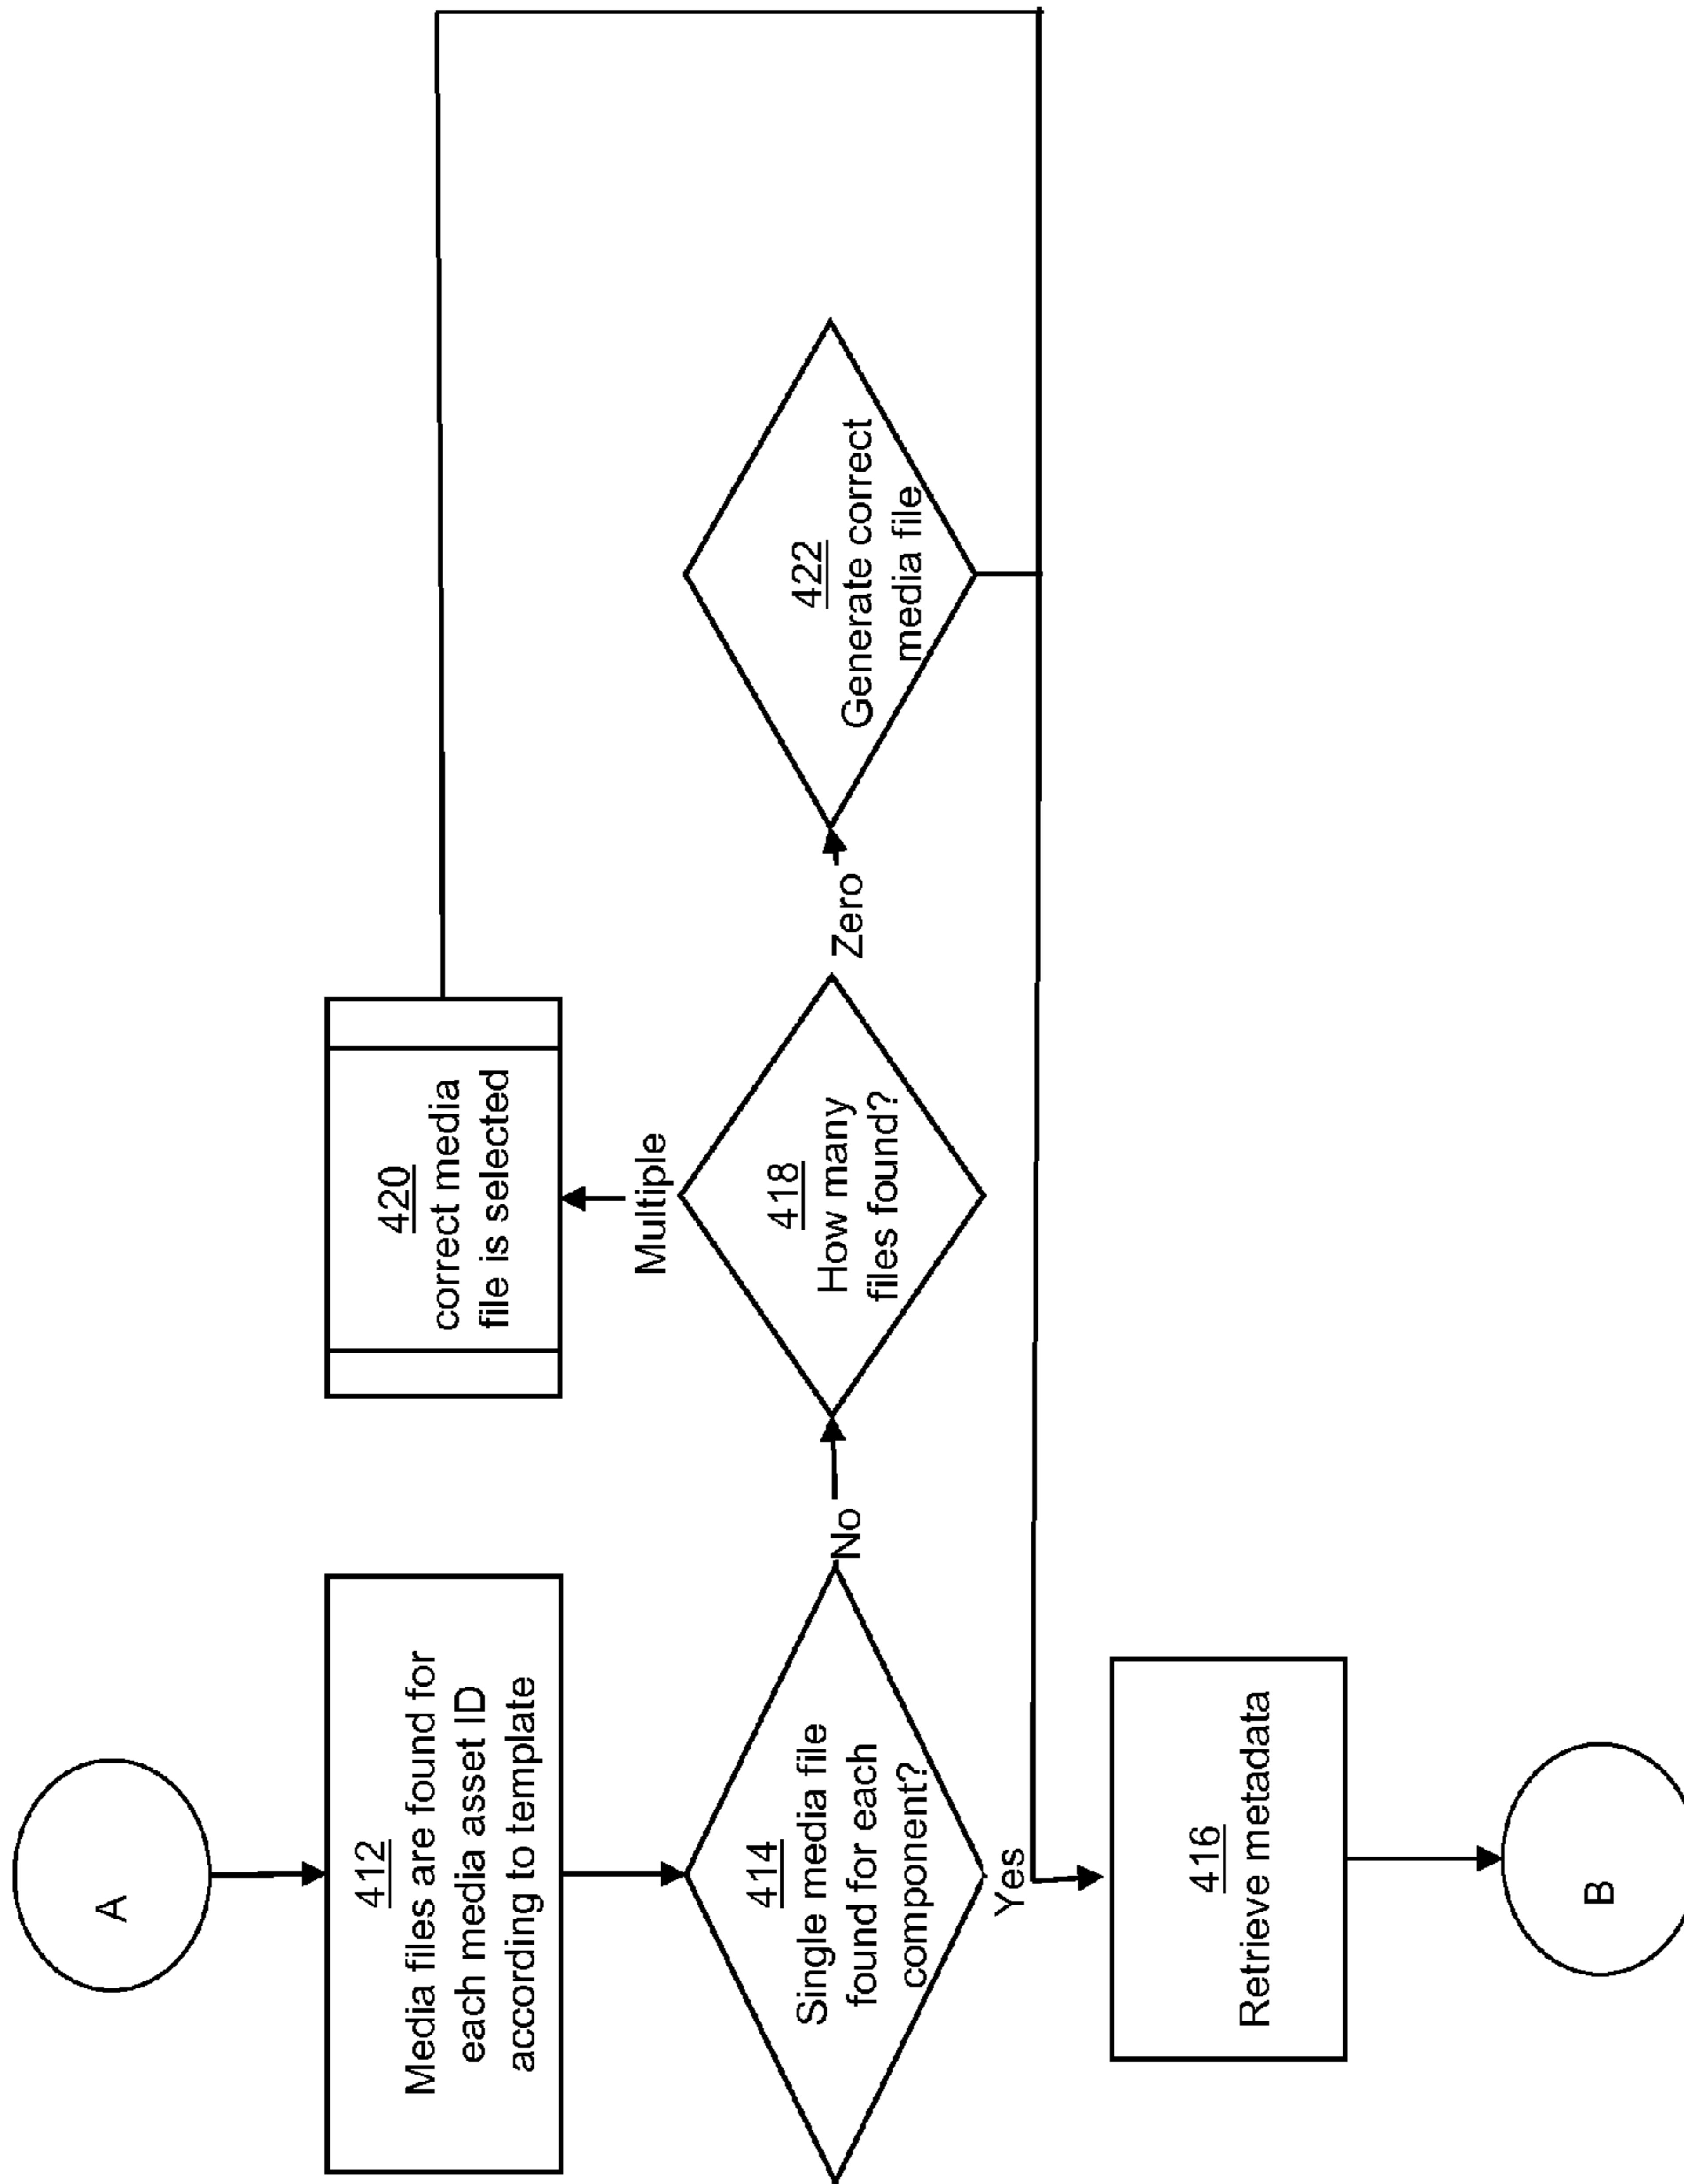 A
412
Media files are found for
each media asset ID
according to template
414
Single media file
found for each
component?
No
Yes
418
How many
files found?
Multiple
420
correct media
file is selected
Zero
422
Generate correct
media file
416
Retrieve metadata
B